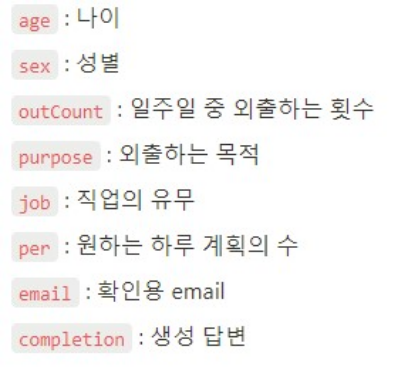 age : 나이
sex : 성별
outCount : 일주일 중 외출하는 횟수
purpose : 외출하는 목적
job : 직업의 유무
per : 원하는 하루 계획의 수
email : 확인용 email
completion : 생성 답변